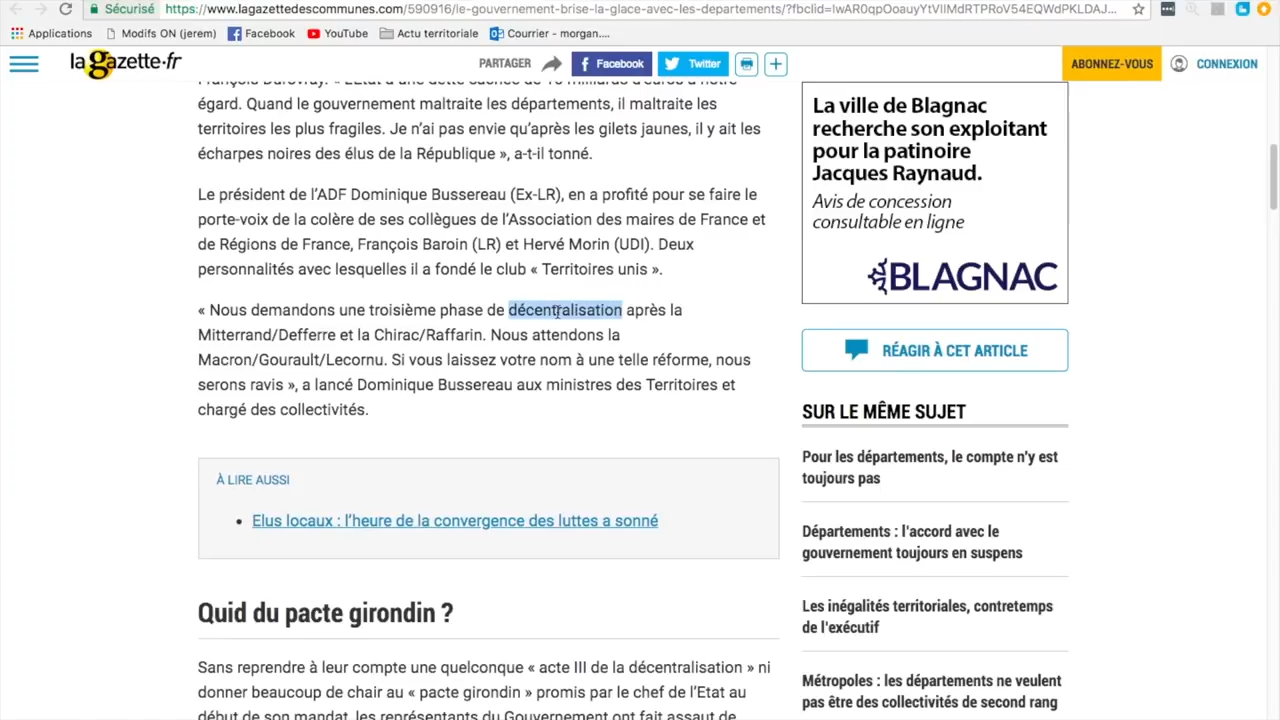 Sécurisé https://www.lagazettedescommunes.com/590916/le-gouvernement-brise-la-glace-avec-les-departements/?fbclid=IwAR0qpOoauyYtVlIMdRTPRoV54EQWdPKLDAJ...
Applications Modifs ON (jerem) Facebook YouTube Actu territoriale Courrier - morgan....
la gazette.fr PARTAGER Facebook Twitter ABONNEZ-VOUS CONNEXION
égard. Quand le gouvernement maltraite les départements, il maltraite les
territoires les plus fragiles. Je n'ai pas envie qu'après les gilets jaunes, il y ait les
écharpes noires des élus de la République », a-t-il tonné.
Le président de l'ADF Dominique Bussereau (Ex-LR), en a profité pour se faire le
porte-voix de la colère de ses collègues de l'Association des maires de France et
de Régions de France, François Baroin (LR) et Hervé Morin (UDI). Deux
personnalités avec lesquelles il a fondé le club « Territoires unis ».
« Nous demandons une troisième phase de décentralisation après la
Mitterrand/Defferre et la Chirac/Raffarin. Nous attendons la
Macron/Gourault/Lecornu. Si vous laissez votre nom à une telle réforme, nous
serons ravis », a lancé Dominique Bussereau aux ministres des Territoires et
chargé des collectivités.
À LIRE AUSSI
• Elus locaux : l'heure de la convergence des luttes a sonné
Quid du pacte girondin ?
Sans reprendre à leur compte une quelconque « acte III de la décentralisation » ni
donner beaucoup de chair au « pacte girondin » promis par le chef de l'Etat au
début de son mandat, les représentants du Gouvernement ont fait assaut de
La ville de Blagnac
recherche son exploitant
pour la patinoire
Jacques Raynaud.
Avis de concession
consultable en ligne
BLAGNAC
RÉAGIR À CET ARTICLE
SUR LE MÊME SUJET
Pour les départements, le compte n'y est
toujours pas
Départements : l'accord avec le
gouvernement toujours en suspens
Les inégalités territoriales, contretemps
de l'exécutif
Métropoles : les départements ne veulent
pas être des collectivités de second rang